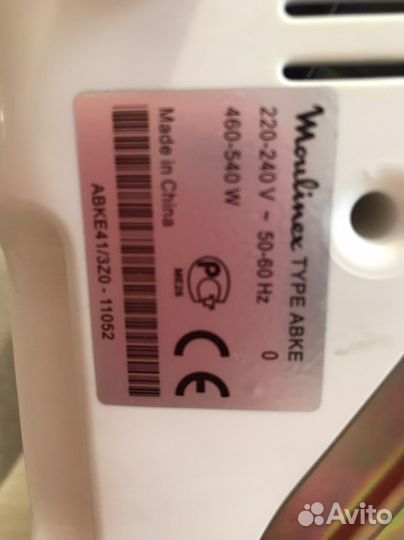 Moulinex TYPE ABKE
0
220-240 V ~ 50-60 Hz
460-540 W
Made in China
ME28
CE
ABKE41/3Z0 - 11052
Avito